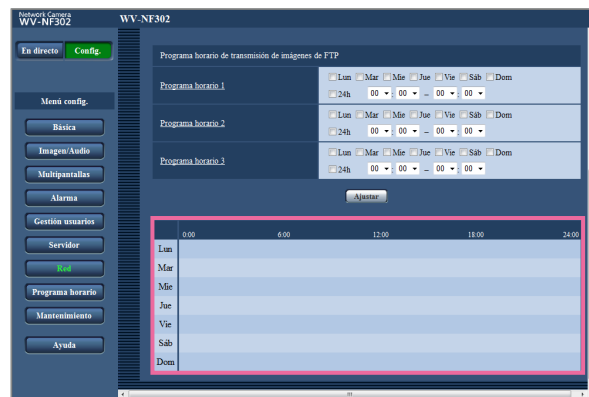 Network Camera
WV-NF302
WV-NF302
En directo Config.
Menú config.
Básica
Imagen/Audio
Multipantallas
Alarma
Gestión usuarios
Servidor
Red
Programa horario
Mantenimiento
Ayuda
Programa horario de transmisión de imágenes de FTP
Programa horario 1
Lun Mar Mie Jue Vie Sáb Dom
24h 00 : 00 – 00 : 00
Programa horario 2
Lun Mar Mie Jue Vie Sáb Dom
24h 00 : 00 – 00 : 00
Programa horario 3
Lun Mar Mie Jue Vie Sáb Dom
24h 00 : 00 – 00 : 00
Ajustar
0:00 6:00 12:00 18:00 24:00
Lun
Mar
Mie
Jue
Vie
Sáb
Dom